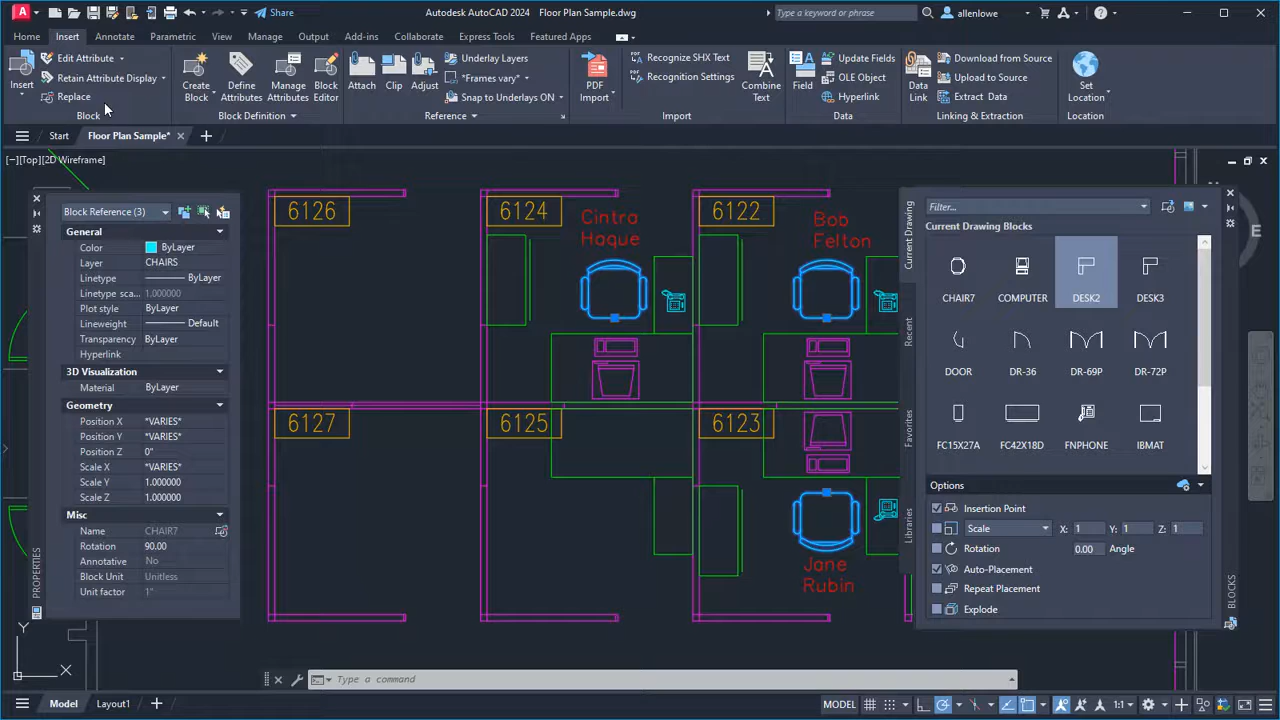 A Share Autodesk AutoCAD 2024 Floor Plan Sample.dwg Type a keyword or phrase allenlowe
Home Insert Annotate Parametric View Manage Output Add-ins Collaborate Express Tools Featured Apps
Insert
Edit Attribute
Retain Attribute Display
Replace
Block
Create Block
Define Attributes
Manage Attributes
Block Editor
Block Definition
Attach
Clip
Adjust
Underlay Layers
*Frames vary*
Snap to Underlays ON
Reference
PDF Import
Recognize SHX Text
Recognition Settings
Combine Text
Import
Field
Update Fields
OLE Object
Hyperlink
Data
Data Link
Download from Source
Upload to Source
Extract Data
Linking & Extraction
Set Location
Location
Start Floor Plan Sample*
[−][Top][2D Wireframe]
Block Reference (3)
General
Color ByLayer
Layer CHAIRS
Linetype ByLayer
Linetype sca... 1.000000
Plot style ByLayer
Lineweight Default
Transparency ByLayer
Hyperlink
3D Visualization
Material ByLayer
Geometry
Position X *VARIES*
Position Y *VARIES*
Position Z 0"
Scale X *VARIES*
Scale Y 1.000000
Scale Z 1.000000
Misc
Name CHAIR7
Rotation 90.00
Annotative No
Block Unit Unitless
Unit factor 1"
PROPERTIES
6126
6124
Cintra
Haque
6122
Bob
Felton
6127
6125
6123
Jane
Rubin
Y
X
E
Filter...
Current Drawing Blocks
Current Drawing
Recent
Favorites
Libraries
CHAIR7 COMPUTER DESK2 DESK3
DOOR DR-36 DR-69P DR-72P
FC15X27A FC42X18D FNPHONE IBMAT
Options
Insertion Point
Scale X: 1 Y: 1 Z: 1
Rotation 0.00 Angle
Auto-Placement
Repeat Placement
Explode
BLOCKS
Type a command
Model Layout1
MODEL 1:1